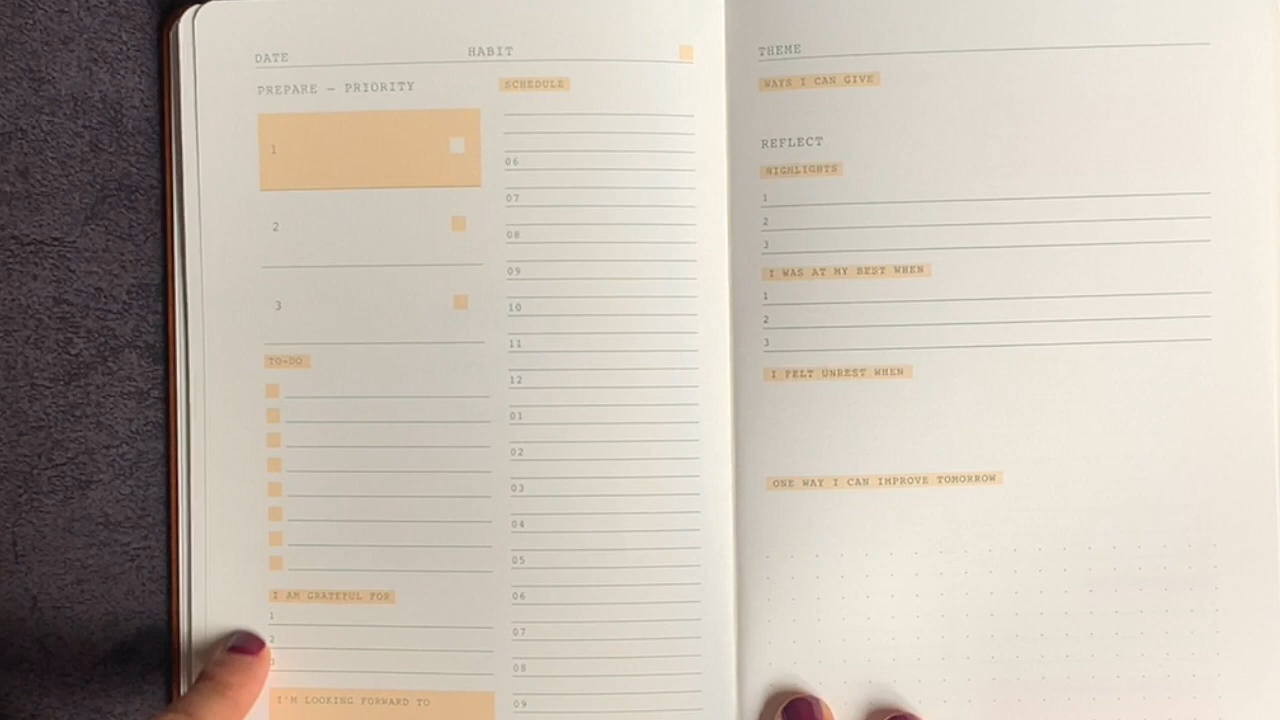 DATE
HABIT
PREPARE — PRIORITY
1
2
3
TO-DO
I AM GRATEFUL FOR
1
2
3
I'M LOOKING FORWARD TO
SCHEDULE
06
07
08
09
10
11
12
01
02
03
04
05
06
07
08
09
THEME
WAYS I CAN GIVE
REFLECT
HIGHLIGHTS
1
2
3
I WAS AT MY BEST WHEN
1
2
3
I FELT UNREST WHEN
ONE WAY I CAN IMPROVE TOMORROW